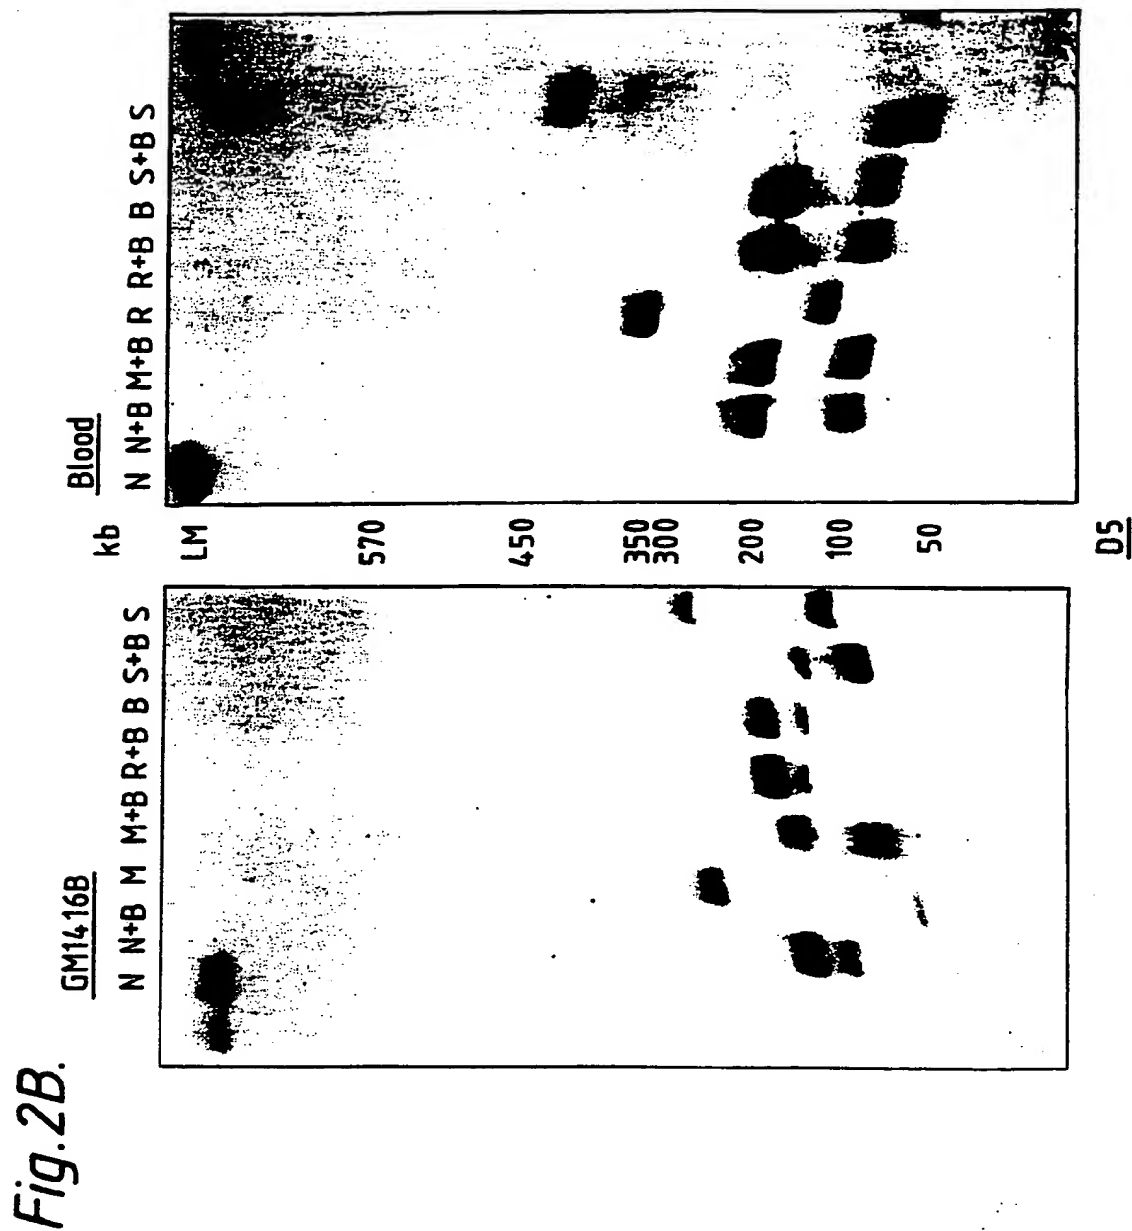 Fig.2B.
GM1416B
N N+B M M+B R+B B S+B S
kb
LM
570
450
350
300
200
100
50
Blood
N N+B M+B R R+B B S+B S
D5